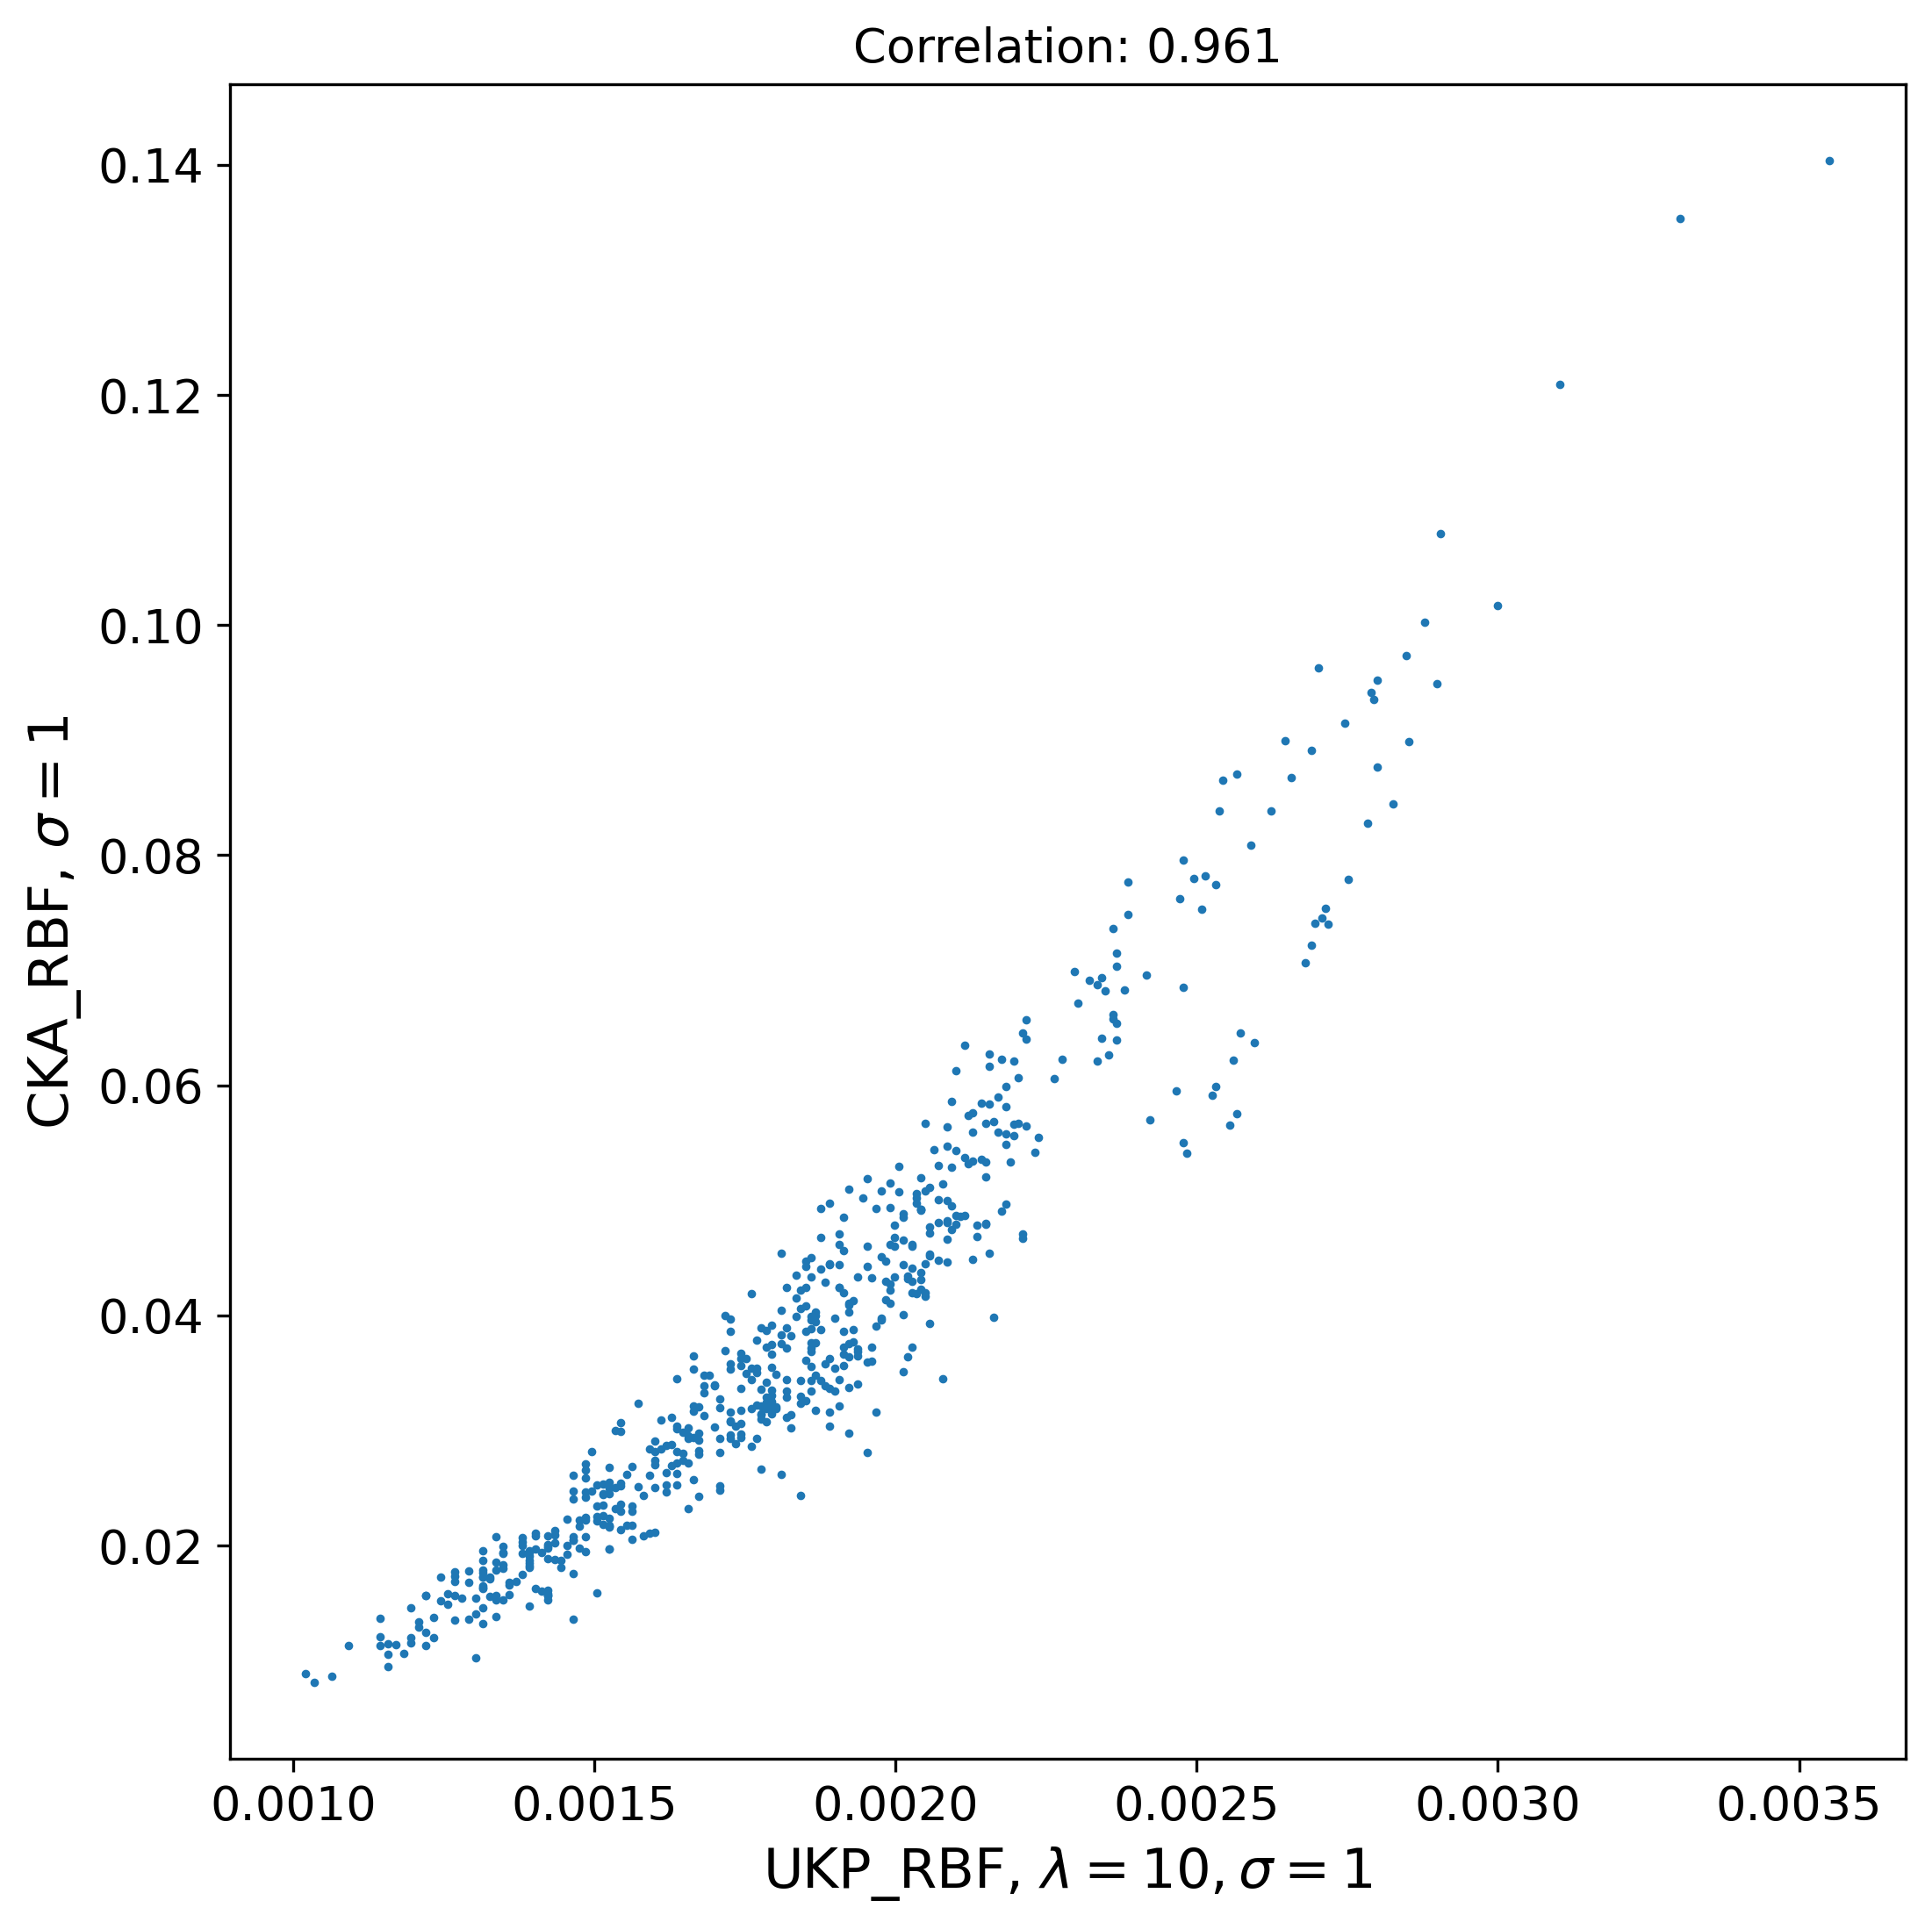 Correlation: 0.961
0.14
0.12
0.10
0.08
0.06
0.04
0.02
CKA_RBF, σ = 1
0.0010 0.0015 0.0020 0.0025 0.0030 0.0035
UKP_RBF, λ = 10, σ = 1